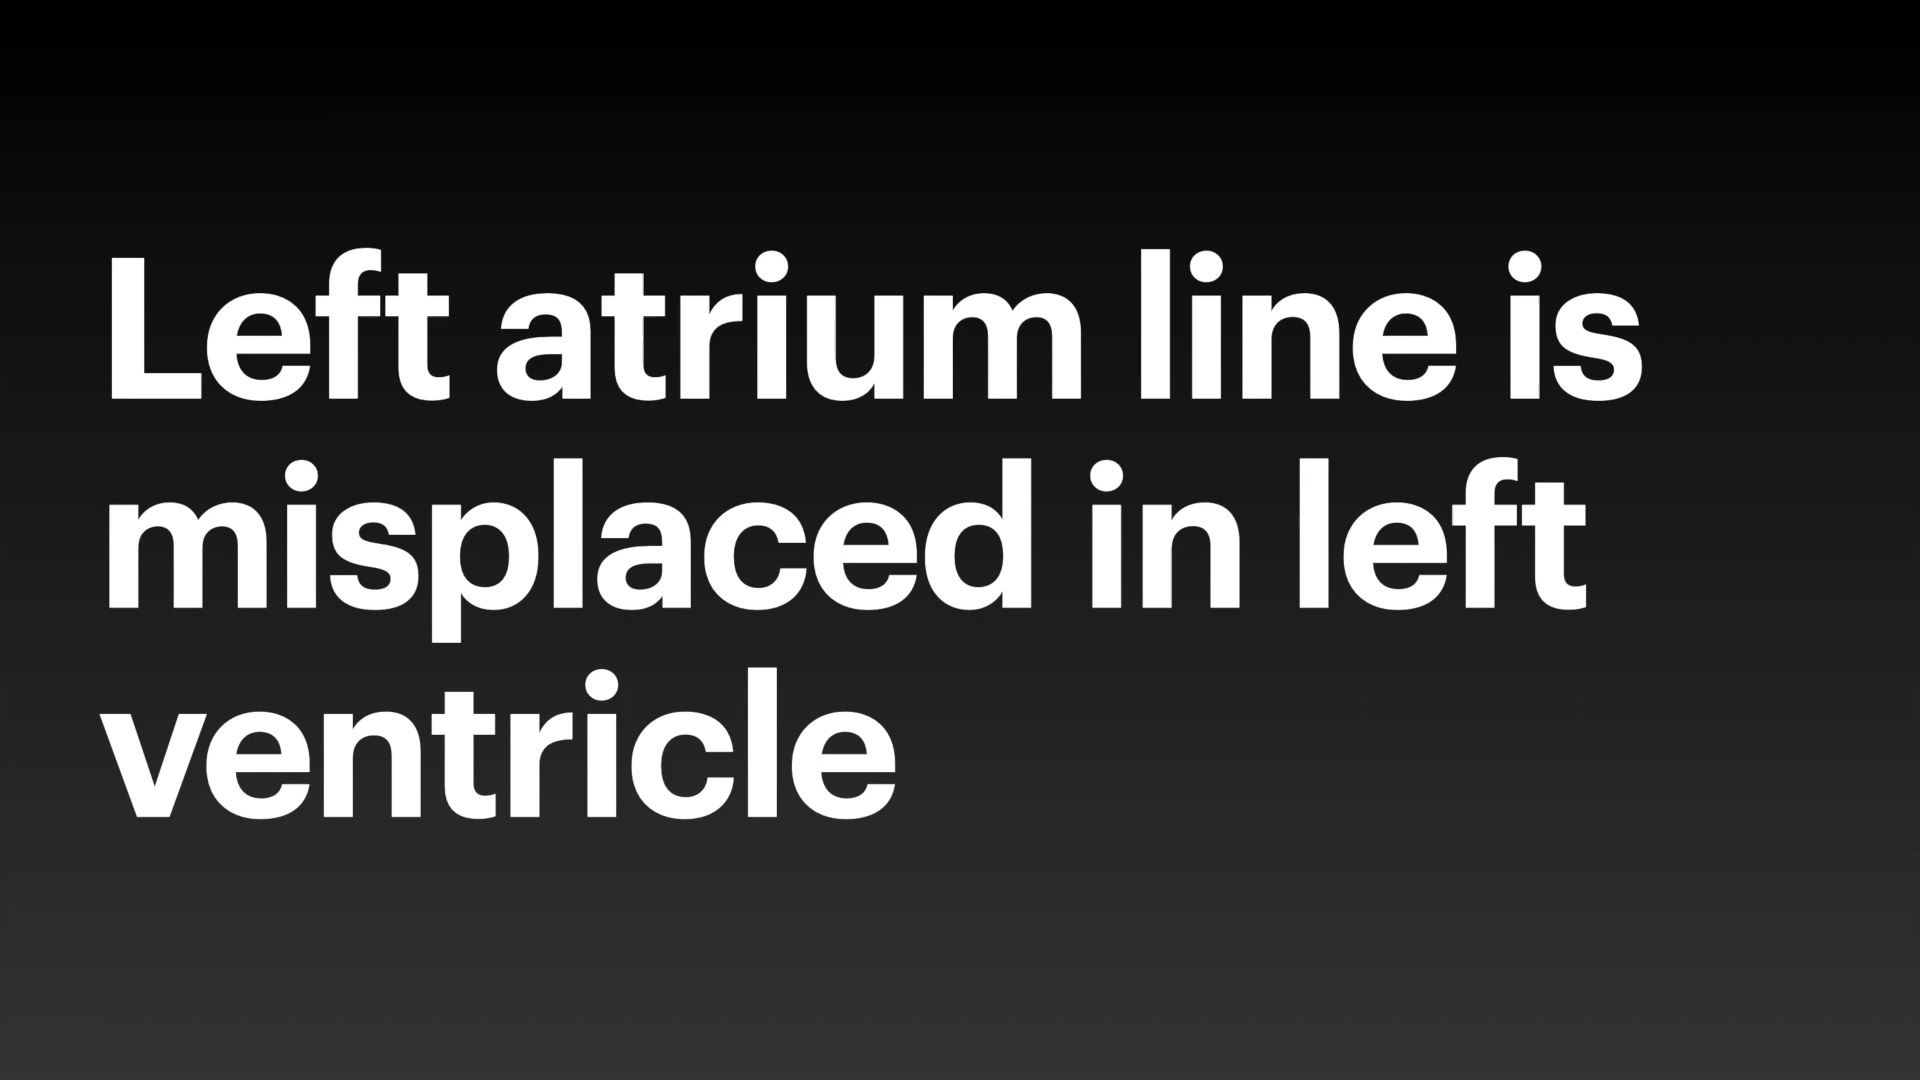 Left atrium line is
misplaced in left
ventricle